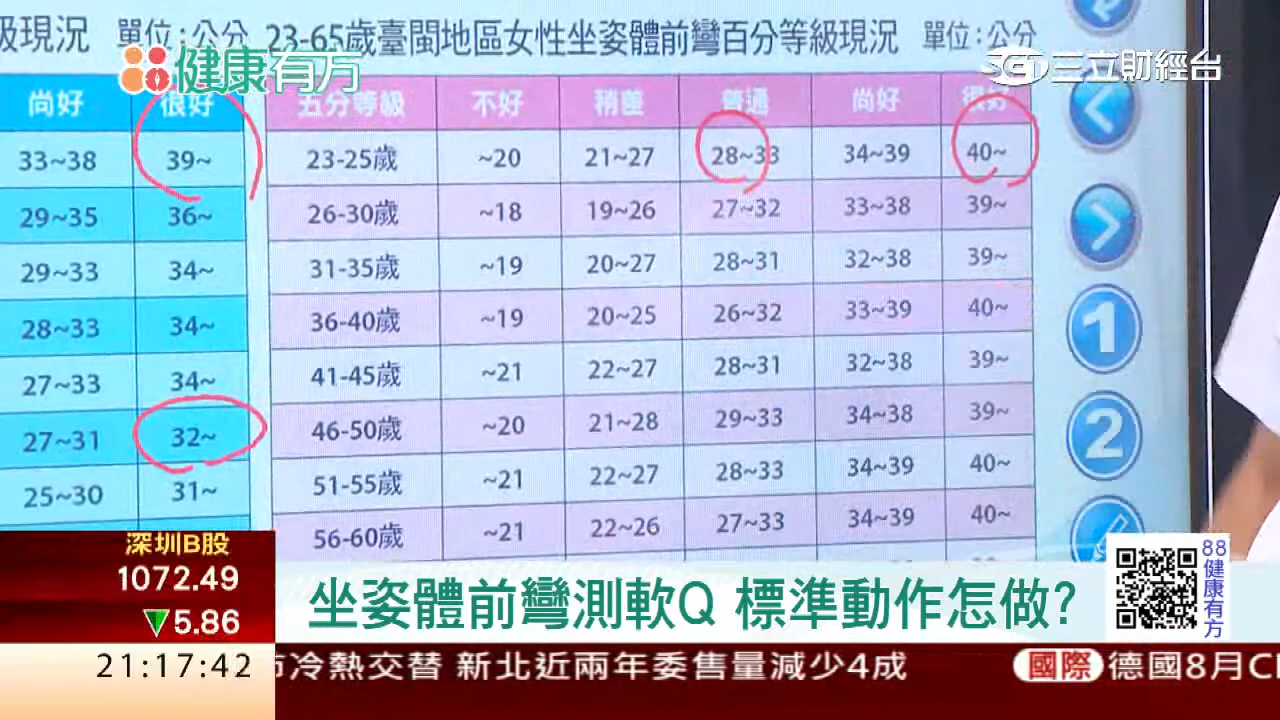 級現況 單位：公分 23-65歲臺閩地區女性坐姿體前彎百分等級現況 單位：公分
健康有方
三立財經台
尚好 很好 五分等級 不好 稍差 普通 尚好 很好
33~38 39~ 23-25歲 ~20 21~27 28~33 34~39 40~
29~35 36~ 26-30歲 ~18 19~26 27~32 33~38 39~
29~33 34~ 31-35歲 ~19 20~27 28~31 32~38 39~
28~33 34~ 36-40歲 ~19 20~25 26~32 33~39 40~
27~33 34~ 41-45歲 ~21 22~27 28~31 32~38 39~
27~31 32~ 46-50歲 ~20 21~28 29~33 34~38 39~
25~30 31~ 51-55歲 ~21 22~27 28~33 34~39 40~
56-60歲 ~21 22~26 27~33 34~39 40~
1
2
深圳B股
1072.49
▼5.86
坐姿體前彎測軟Q 標準動作怎做?
88健康有方
21:17:42
市冷熱交替 新北近兩年委售量減少4成 國際 德國8月C